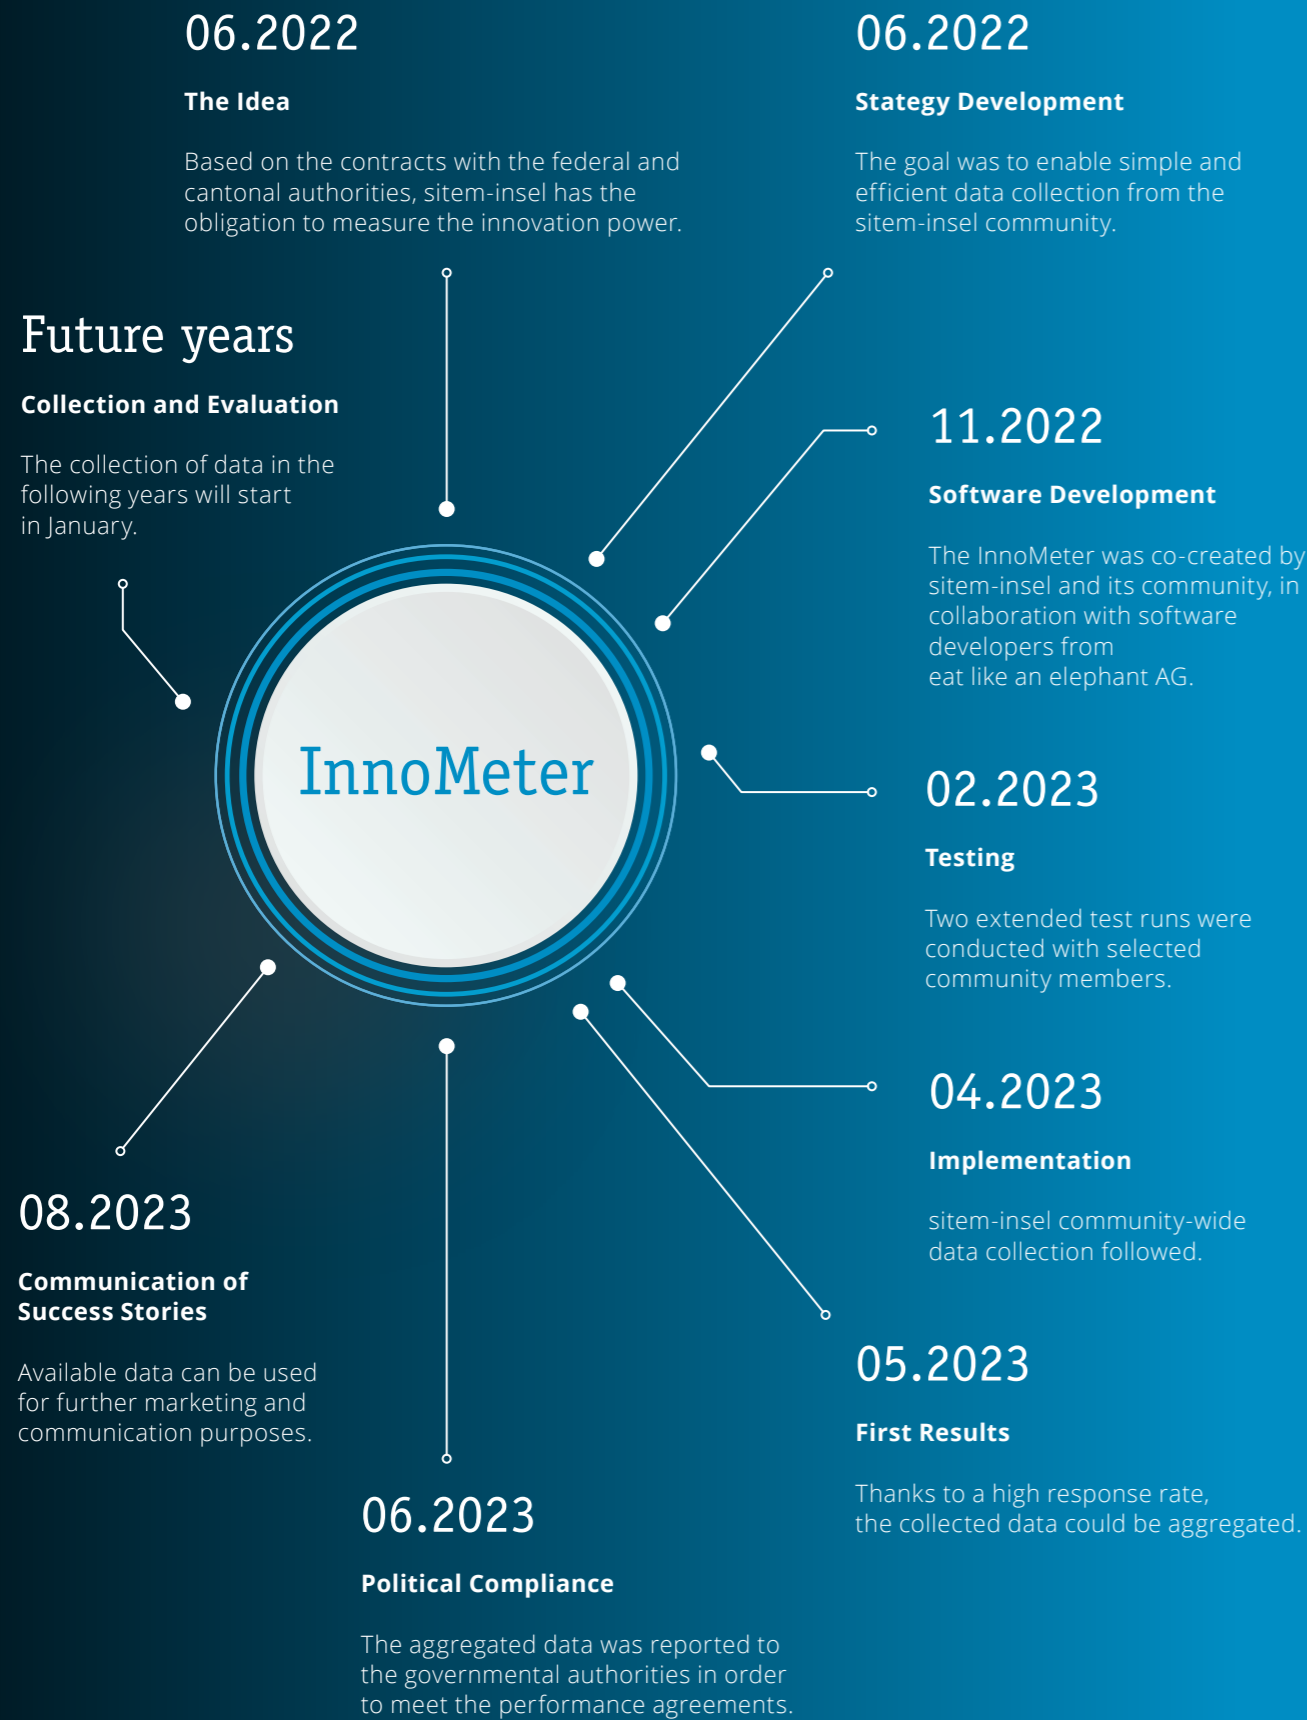 06.2022
The Idea
Based on the contracts with the federal and
cantonal authorities, sitem-insel has the
obligation to measure the innovation power.
06.2022
Stategy Development
The goal was to enable simple and
efficient data collection from the
sitem-insel community.
11.2022
Software Development
The InnoMeter was co-created by
sitem-insel and its community, in
collaboration with software
developers from
eat like an elephant AG.
02.2023
Testing
Two extended test runs were
conducted with selected
community members.
04.2023
Implementation
sitem-insel community-wide
data collection followed.
05.2023
First Results
Thanks to a high response rate,
the collected data could be aggregated.
06.2023
Political Compliance
The aggregated data was reported to
the governmental authorities in order
to meet the performance agreements.
08.2023
Communication of
Success Stories
Available data can be used
for further marketing and
communication purposes.
Future years
Collection and Evaluation
The collection of data in the
following years will start
in January.
InnoMeter